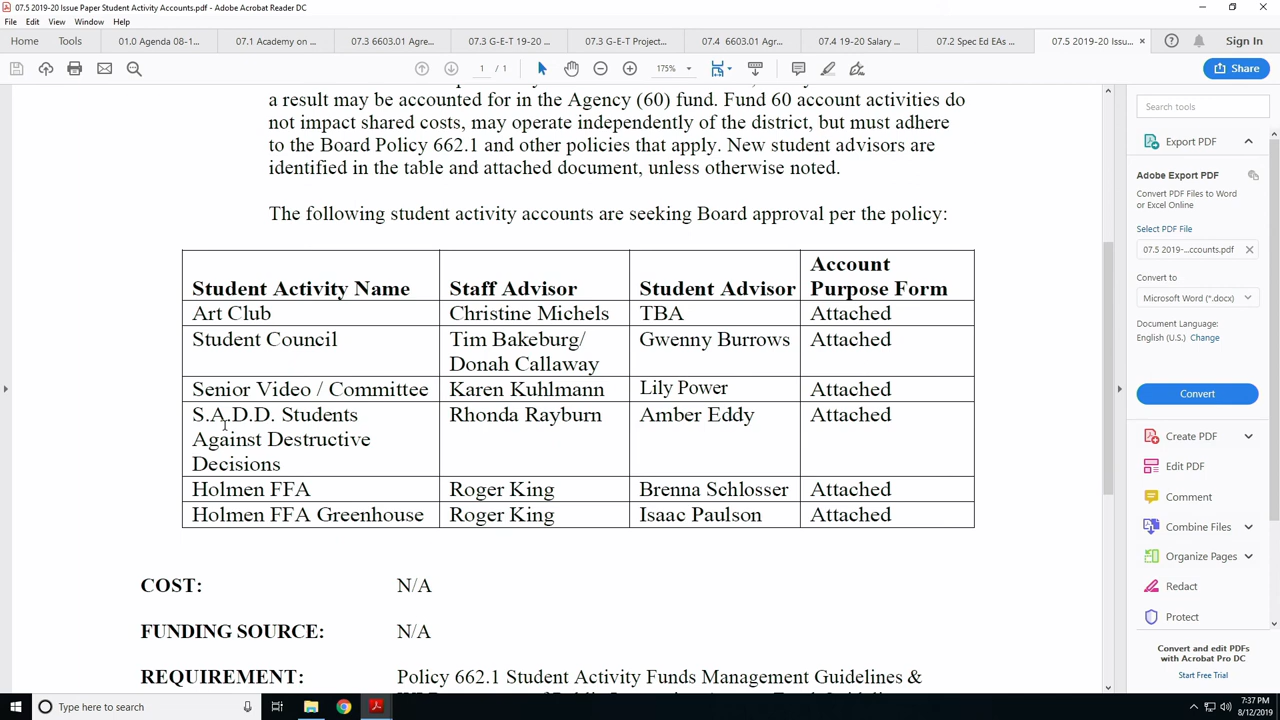 07.5 2019-20 Issue Paper Student Activity Accounts.pdf - Adobe Acrobat Reader DC
File Edit View Window Help
Home Tools 01.0 Agenda 08-1... 07.1 Academy on ... 07.3 6603.01 Agre... 07.3 G-E-T 19-20 ... 07.3 G-E-T Project... 07.4 6603.01 Agr... 07.4 19-20 Salary ... 07.2 Spec Ed EAs ... 07.5 2019-20 Issu... Sign In
1 / 1 175% Share
a result may be accounted for in the Agency (60) fund. Fund 60 account activities do
not impact shared costs, may operate independently of the district, but must adhere
to the Board Policy 662.1 and other policies that apply. New student advisors are
identified in the table and attached document, unless otherwise noted.
The following student activity accounts are seeking Board approval per the policy:
Student Activity Name Staff Advisor Student Advisor Account Purpose Form
Art Club Christine Michels TBA Attached
Student Council Tim Bakeburg/ Gwenny Burrows Attached
Donah Callaway
Senior Video / Committee Karen Kuhlmann Lily Power Attached
S.A.D.D. Students Rhonda Rayburn Amber Eddy Attached
Against Destructive
Decisions
Holmen FFA Roger King Brenna Schlosser Attached
Holmen FFA Greenhouse Roger King Isaac Paulson Attached
COST: N/A
FUNDING SOURCE: N/A
REQUIREMENT: Policy 662.1 Student Activity Funds Management Guidelines &
Search tools
Export PDF
Adobe Export PDF
Convert PDF Files to Word
or Excel Online
Select PDF File
07.5 2019-...ccounts.pdf
Convert to
Microsoft Word (*.docx)
Document Language:
English (U.S.) Change
Convert
Create PDF
Edit PDF
Comment
Combine Files
Organize Pages
Redact
Protect
Convert and edit PDFs
with Acrobat Pro DC
Start Free Trial
Type here to search
7:37 PM
8/12/2019